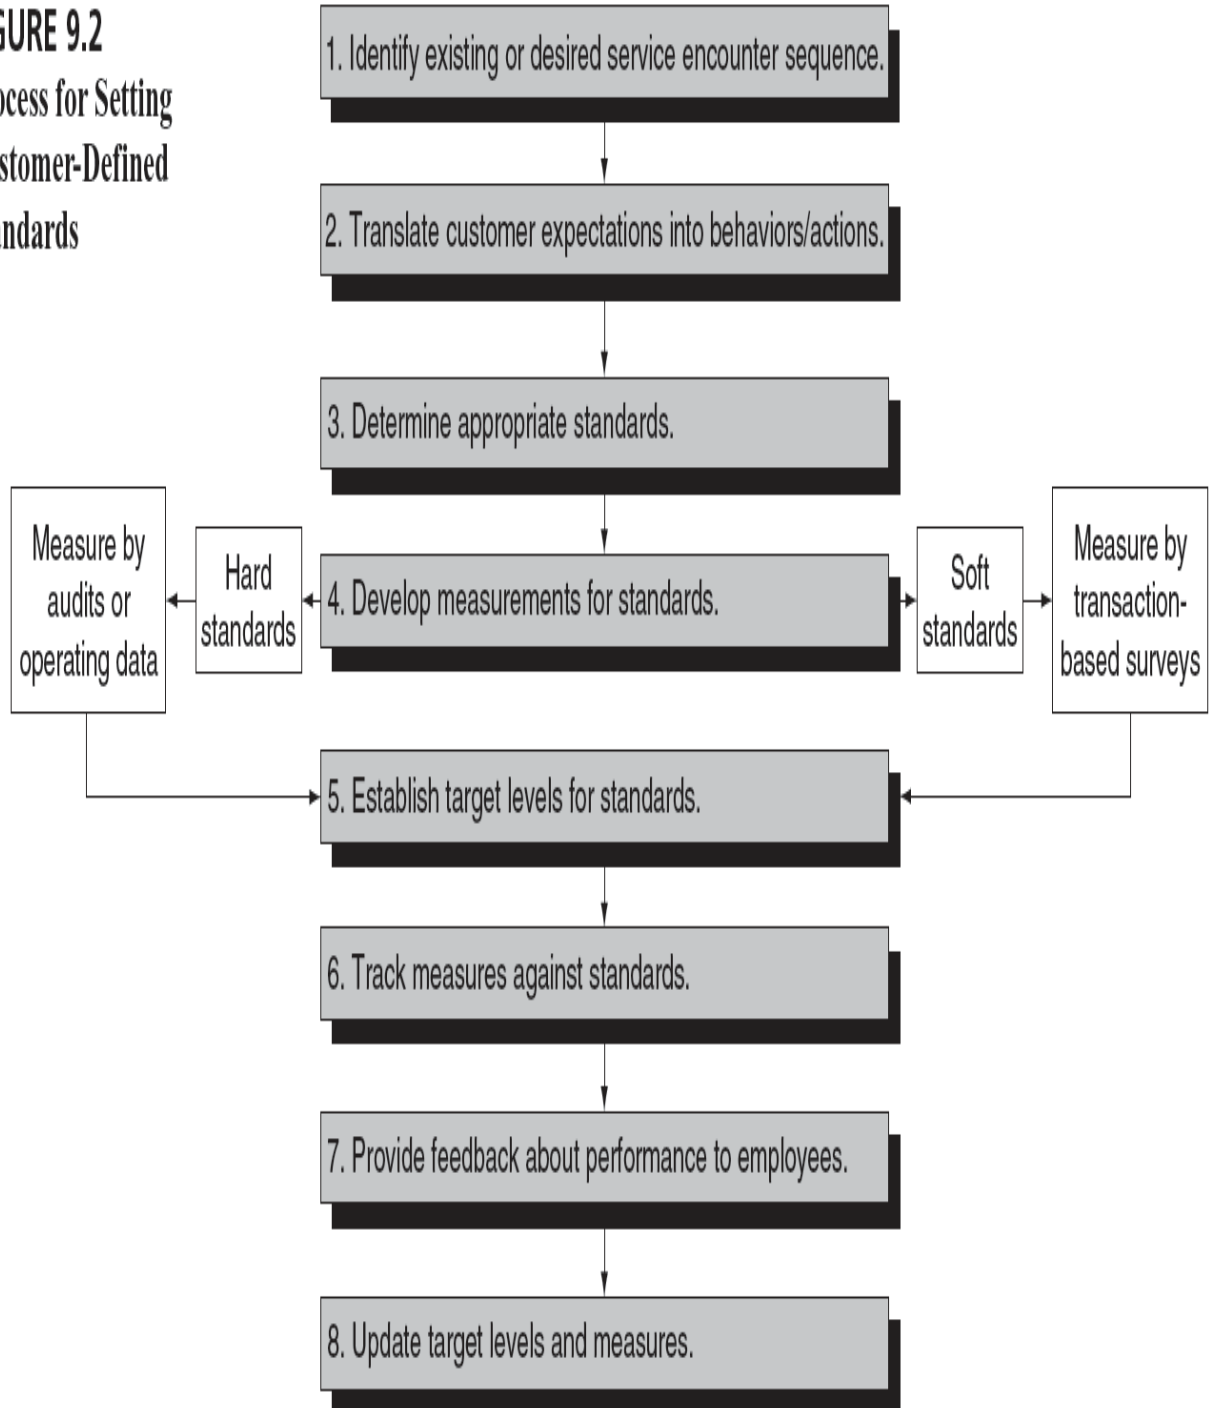 GURE 9.2
ocess for Setting
stomer-Defined
andards
1. Identify existing or desired service encounter sequence.
2. Translate customer expectations into behaviors/actions.
3. Determine appropriate standards.
Measure by
audits or
operating data
Hard
standards
4. Develop measurements for standards.
Soft
standards
Measure by
transaction-
based surveys
5. Establish target levels for standards.
6. Track measures against standards.
7. Provide feedback about performance to employees.
8. Update target levels and measures.